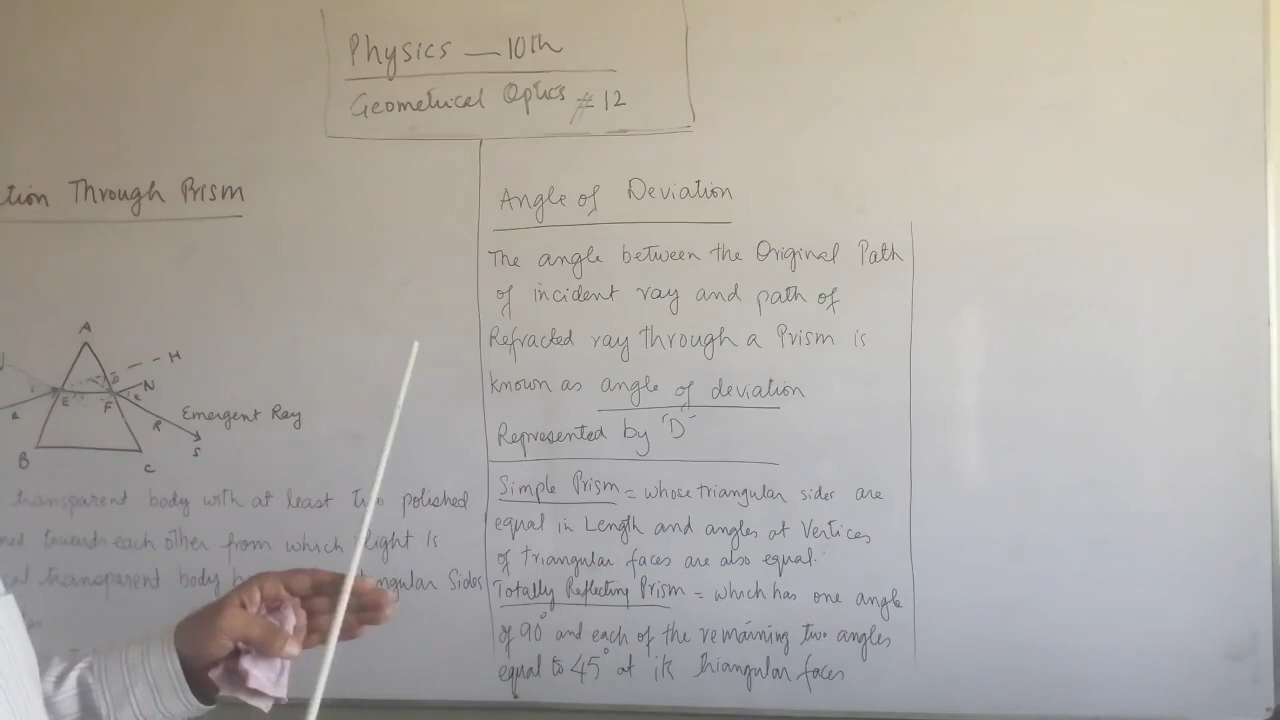 Physics — 10th
Geometrical Optics # 12
tion Through Prism
A
H
N
E
F
Emergent Ray
S
B
C
transparent body with at least two polished
towards each other from which light is
transparent body
ngular Sides
Angle of Deviation
The angle between the Original Path
of incident ray and path of
Refracted ray through a Prism is
known as angle of deviation
Represented by "D"
Simple Prism = whose triangular sides are
equal in Length and angles at Vertices
of triangular faces are also equal.
Totally Reflecting Prism = which has one angle
of 90° and each of the remaining two angles
equal to 45° at its triangular faces